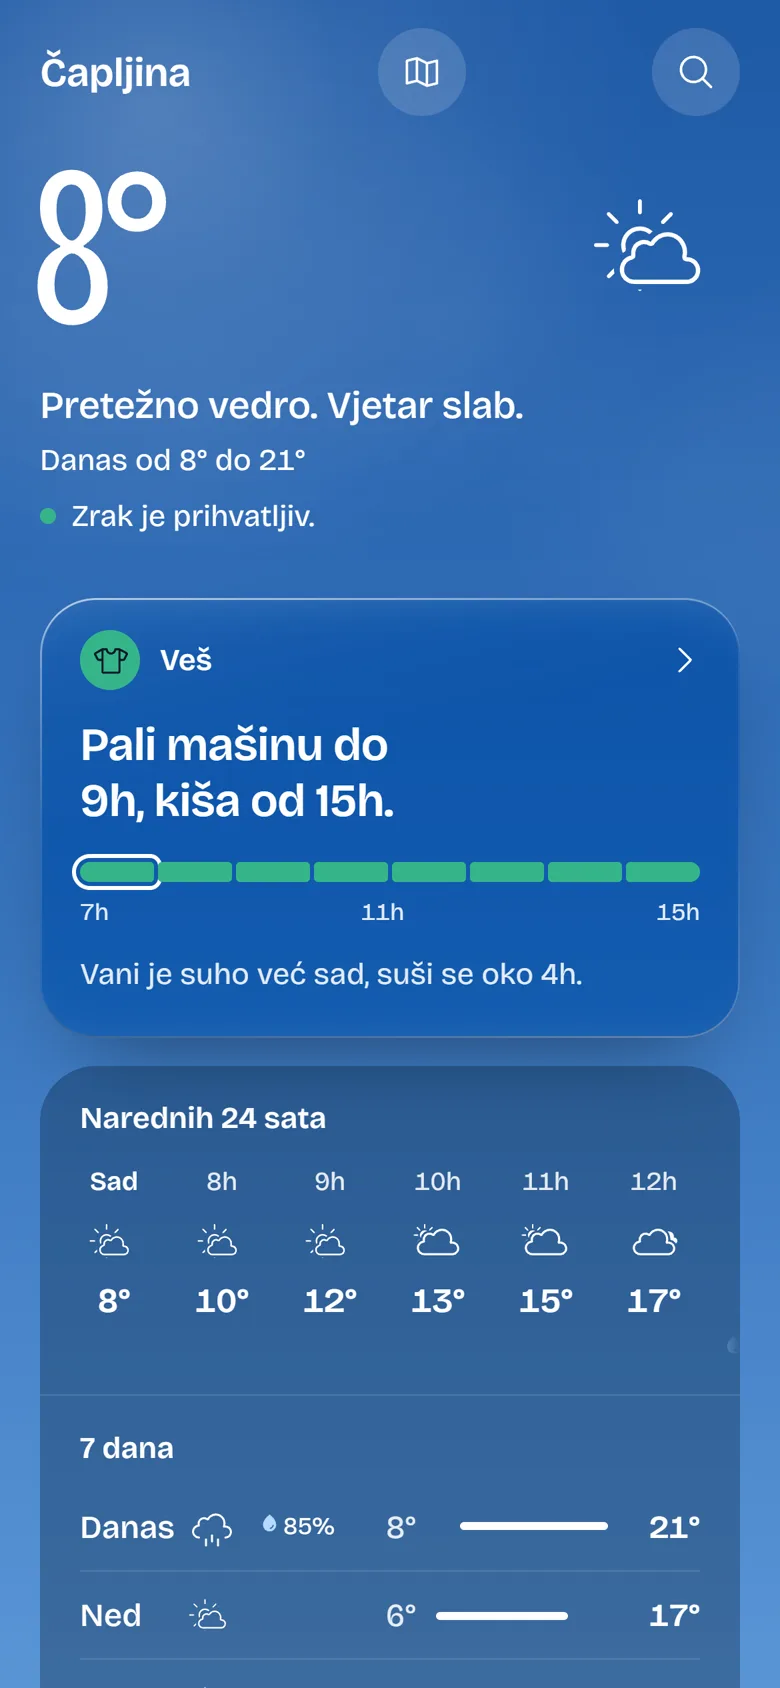 Čapljina
8°
Pretežno vedro. Vjetar slab.
Danas od 8° do 21°
Zrak je prihvatljiv.
Veš
Pali mašinu do
9h, kiša od 15h.
7h 11h 15h
Vani je suho već sad, suši se oko 4h.
Narednih 24 sata
Sad 8h 9h 10h 11h 12h
8° 10° 12° 13° 15° 17°
7 dana
Danas 85% 8° 21°
Ned 6° 17°